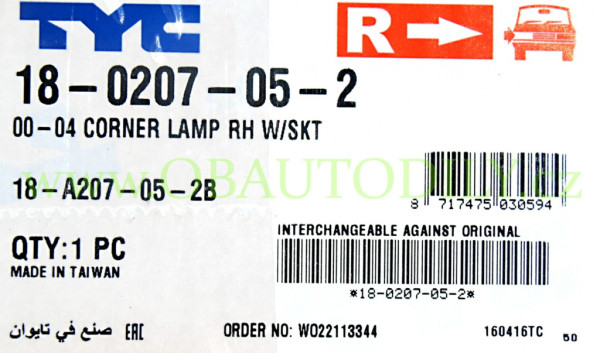 TYC
R
18-0207-05-2
00-04 CORNER LAMP RH W/SKT
www.QBAUTODILY.cz
18-A207-05-2B
8 717475 030594
QTY:1 PC
INTERCHANGEABLE AGAINST ORIGINAL
MADE IN TAIWAN
*18-0207-05-2*
صنع في تايوان EAC ORDER NO: WO22113344 160416TC 50